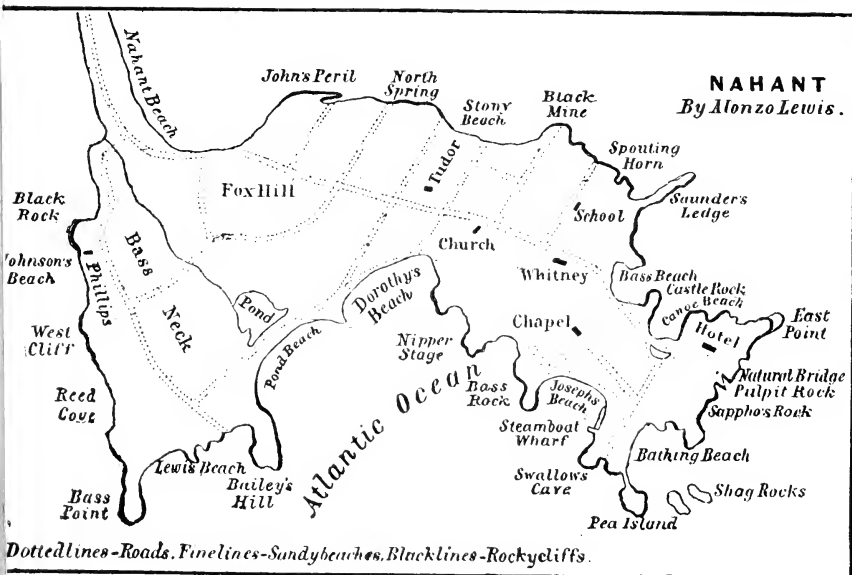 NAHANT
By Alonzo Lewis.
Nahant Beach
John's Peril
North
Spring
Stony
Beach
Black
Mine
Spouting
Horn
Saunder's
Ledge
Fox Hill
Tudor
School
Church
Whitney
Chapel
Black
Rock
Johnson's
Beach
Phillips
Bass
Neck
Pond
West
Cliff
Reed
Cove
Bass
Point
Lewis Beach
Bailey's
Hill
Pond Beach
Dorothy's
Beach
Nipper
Stage
Bass
Rock
Atlantic Ocean
Joseph's
Beach
Steamboat
Wharf
Swallows
Cave
Bass Beach
Castle Rock
Canoe Beach
Hotel
East
Point
Natural Bridge
Pulpit Rock
Sappho's Rock
Bathing Beach
Shag Rocks
Pea Island
Dotted lines-Roads. Fine lines-Sandy beaches. Black lines-Rocky cliffs.